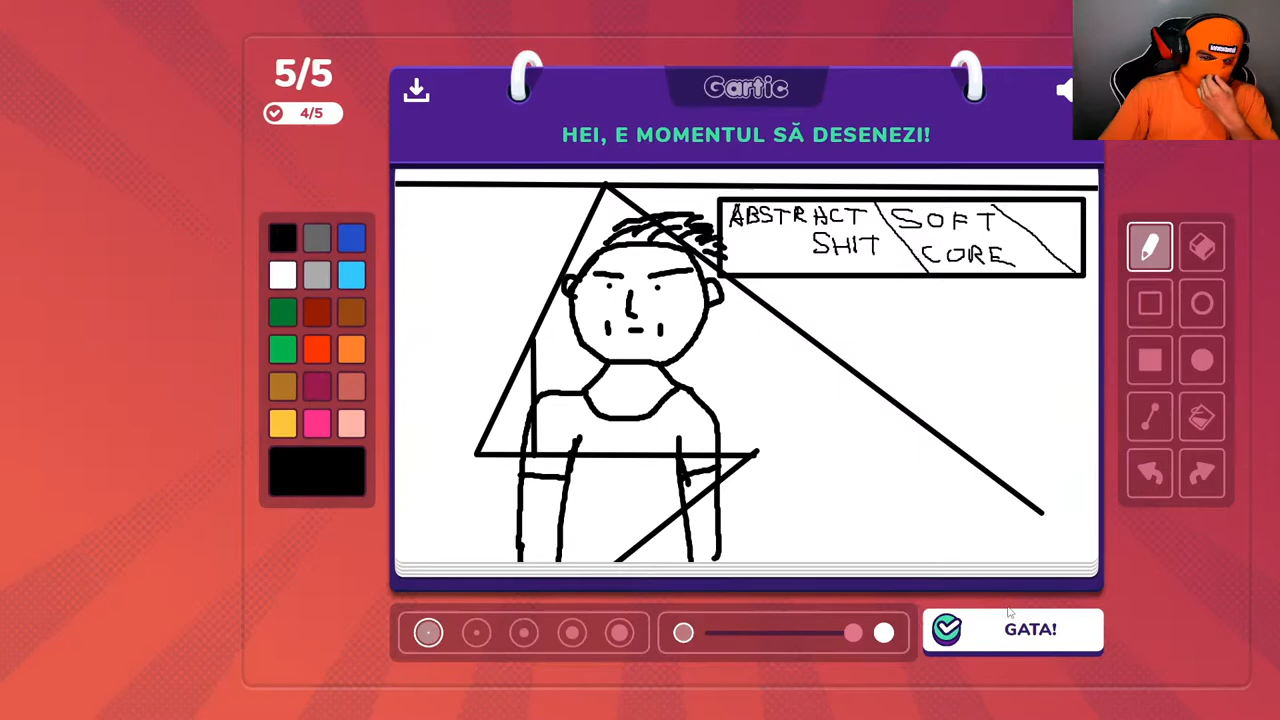 5/5
4/5
Gartic
HEI, E MOMENTUL SĂ DESENEZI!
ABSTRACT SOFT
SHIT CORE
GATA!